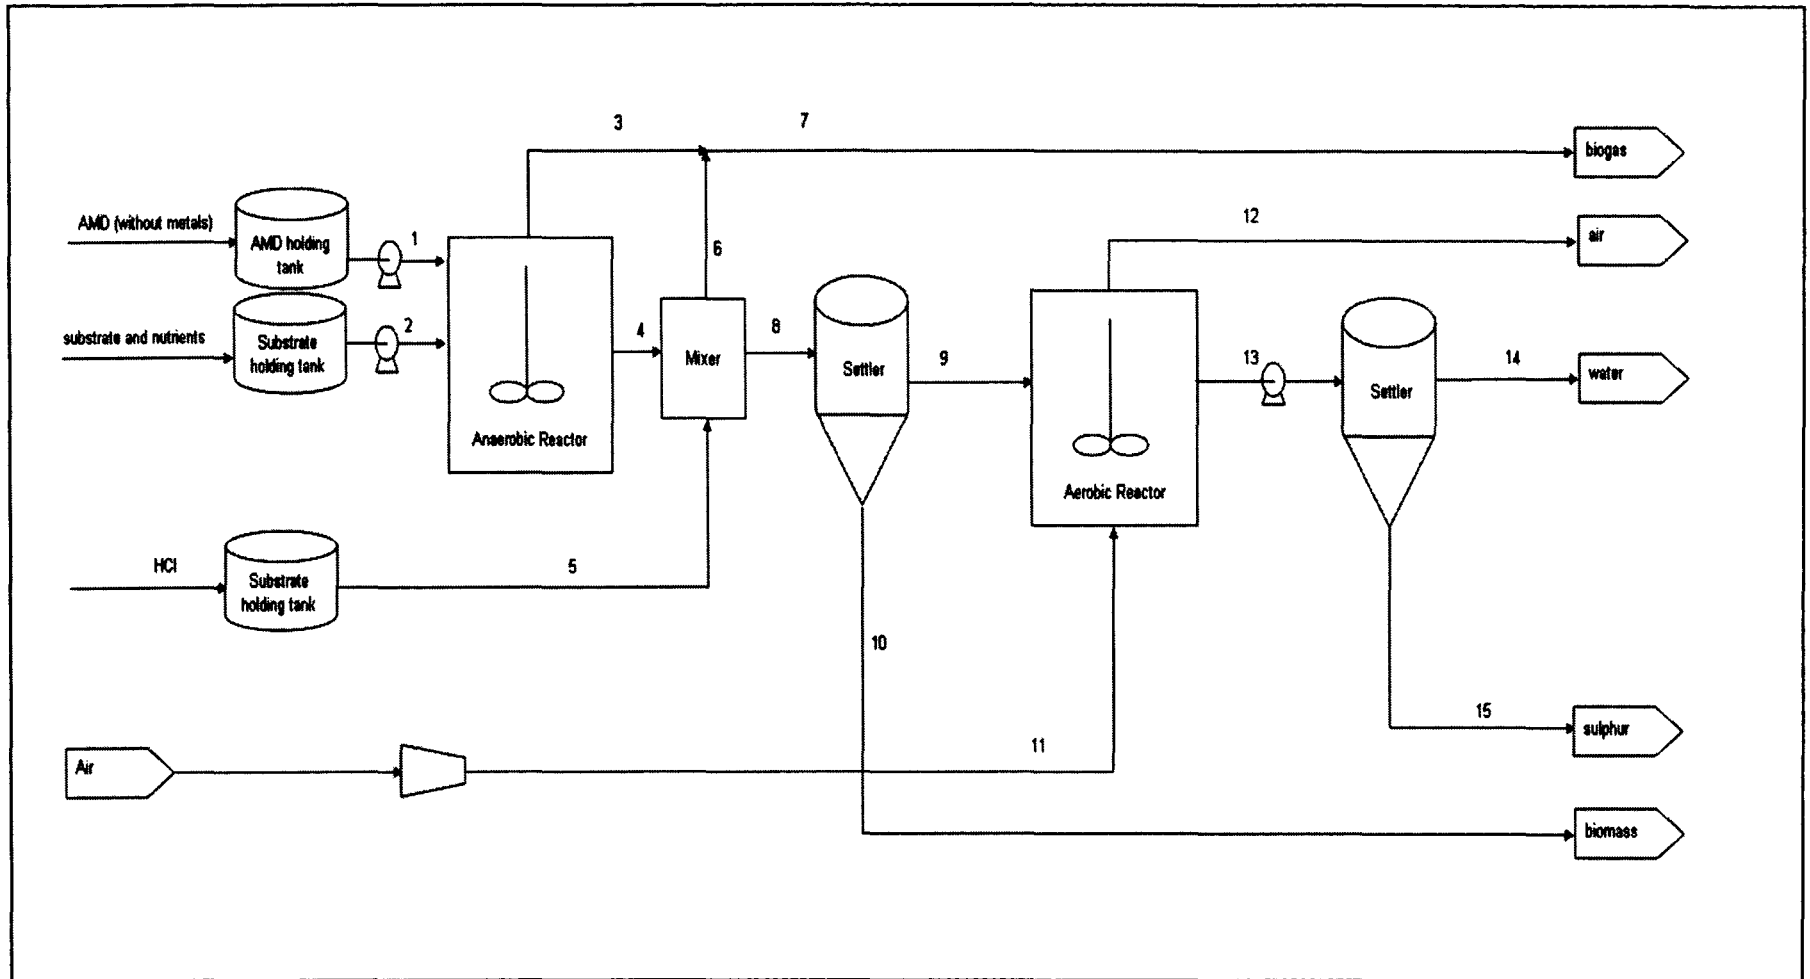 3
7
biogas
12
air
AMD (without metals)
AMD holding
tank
1
6
substrate and nutrients
Substrate
holding tank
2
4
Mixer
8
Settler
9
13
Settler
14
water
Anaerobic Reactor
Aerobic Reactor
HCl
Substrate
holding tank
5
10
15
sulphur
11
Air
biomass